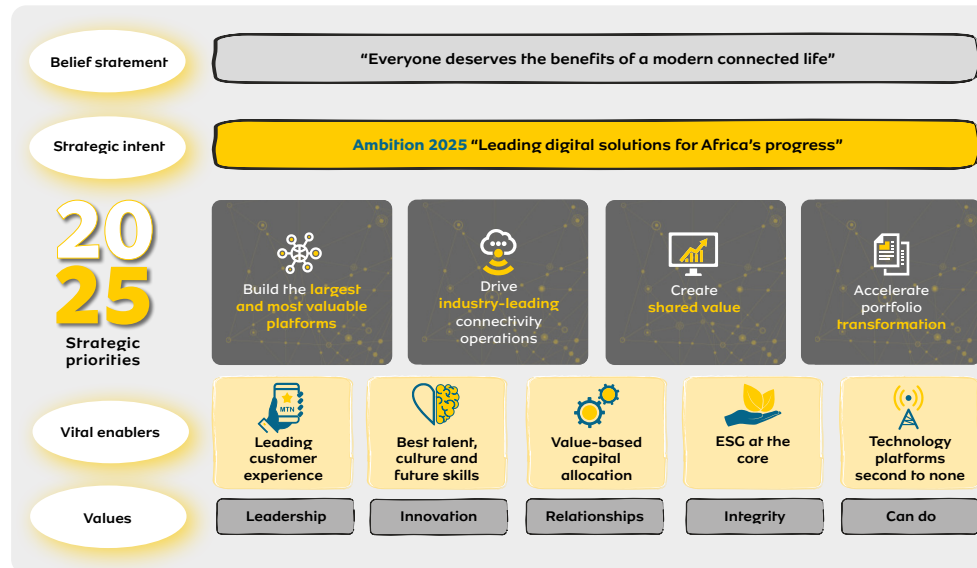 Belief statement
“Everyone deserves the benefits of a modern connected life”
Strategic intent
Ambition 2025 “Leading digital solutions for Africa’s progress”
20
25
Strategic
priorities
Build the largest
and most valuable
platforms
Drive
industry-leading
connectivity
operations
Create
shared value
Accelerate
portfolio
transformation
Vital enablers
MTN
Leading
customer
experience
Best talent,
culture and
future skills
Value-based
capital
allocation
ESG at the
core
Technology
platforms
second to none
Values
Leadership
Innovation
Relationships
Integrity
Can do